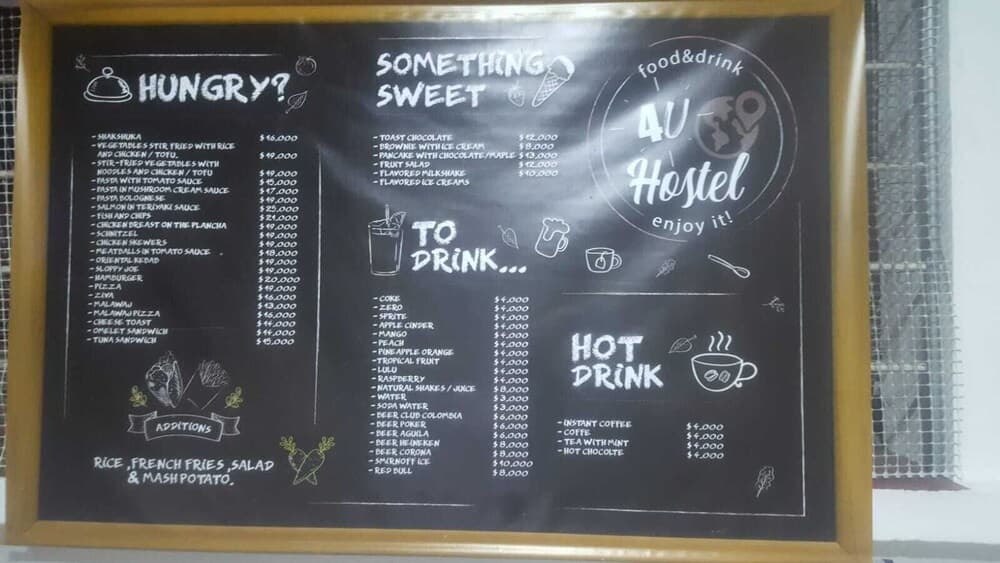 HUNGRY?
- SHAKSHUKA $16,000
- VEGETABLES STIR FRIED WITH RICE
AND CHICKEN / TOFU. $19,000
- STIR-FRIED VEGETABLES WITH
NOODLES AND CHICKEN / TOFU $19,000
- PASTA WITH TOMATO SAUCE $15,000
- PASTA IN MUSHROOM CREAM SAUCE $17,000
- PASTA BOLOGNESE $19,000
- SALMON IN TERIYAKI SAUCE $25,000
- FISH AND CHIPS $21,000
- CHICKEN BREAST ON THE PLANCHA $19,000
- SCHNITZEL $19,000
- CHICKEN SKEWERS $19,000
- MEATBALLS IN TOMATO SAUCE . $18,000
- ORIENTAL KEBAB $19,000
- SLOPPY JOE $19,000
- HAMBURGER $20,000
- PIZZA $19,000
- ZIVA $16,000
- MALAWAJ $13,000
- MALAWAJ PIZZA $16,000
- CHEESE TOAST $14,000
- OMELET SANDWICH $14,000
- TUNA SANDWICH $15,000
ADDITIONS
RICE ,FRENCH FRIES ,SALAD
& MASH POTATO.
SOMETHING
SWEET
- TOAST CHOCOLATE $12,000
- BROWNIE WITH ICE CREAM $8,000
- PANCAKE WITH CHOCOLATE/MAPLE $13,000
- FRUIT SALAD $12,000
- FLAVORED MILKSHAKE $10,000
- FLAVORED ICE CREAMS
TO
DRINK...
- COKE $4,000
- ZERO $4,000
- SPRITE $4,000
- APPLE CINDER $4,000
- MANGO $4,000
- PEACH $4,000
- PINEAPPLE ORANGE $4,000
- TROPICAL FRUIT $4,000
- LULU $4,000
- RASPBERRY $4,000
- NATURAL SHAKES / JUICE $8,000
- WATER $3,000
- SODA WATER $3,000
- BEER CLUB COLOMBIA $6,000
- BEER POKER $6,000
- BEER AGUILA $6,000
- BEER HEINEKEN $8,000
- BEER CORONA $8,000
- SMIRNOFF ICE $10,000
- RED BULL $8,000
food&drink
4U
Hostel
enjoy it!
HOT
DRINK
- INSTANT COFFEE $4,000
- COFFE $4,000
- TEA WITH MINT $4,000
- HOT CHOCOLTE $4,000